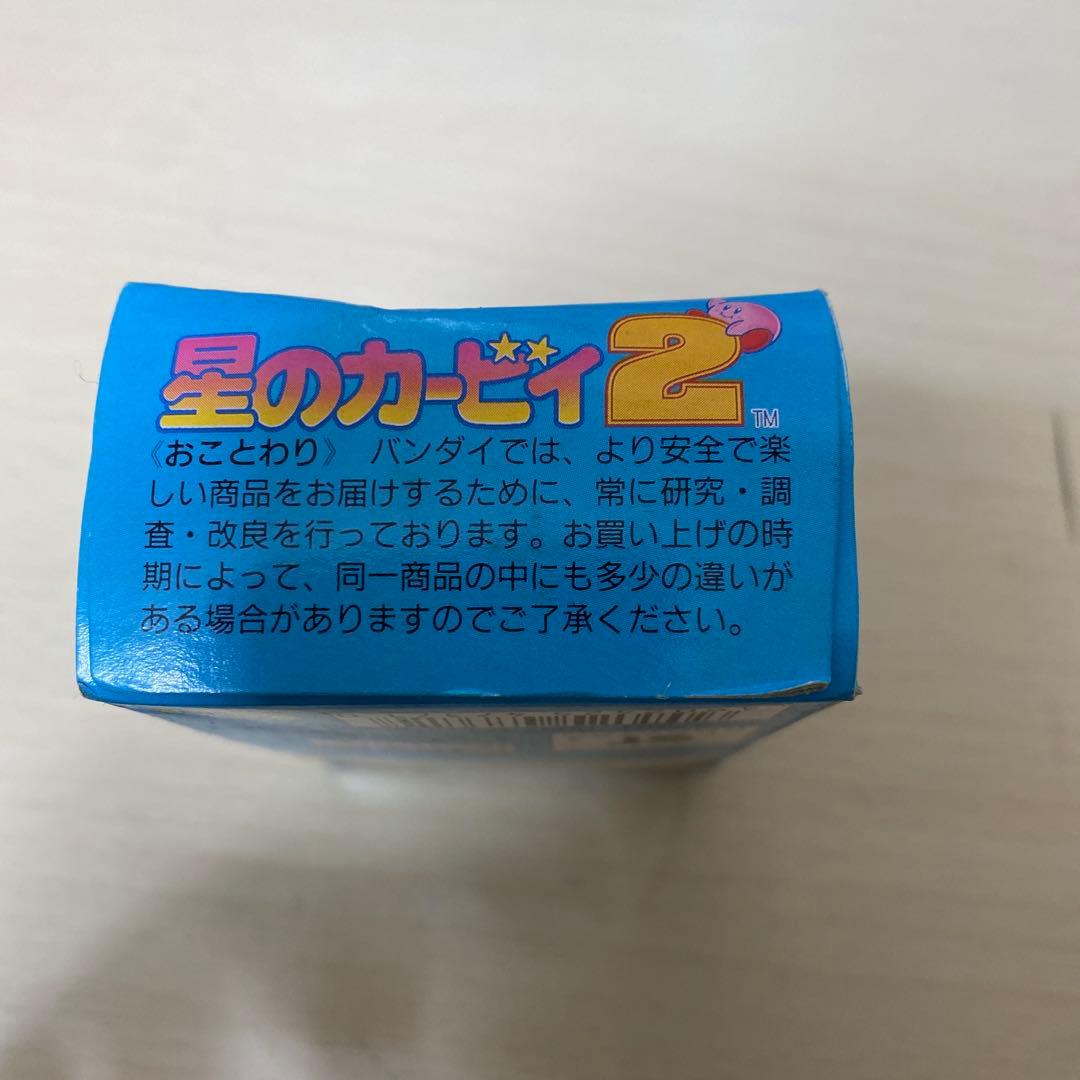 星のカービィ2 TM
《おことわり》 バンダイでは、より安全で楽
しい商品をお届けするために、常に研究・調
査・改良を行っております。お買い上げの時
期によって、同一商品の中にも多少の違いが
ある場合がありますのでご了承ください。